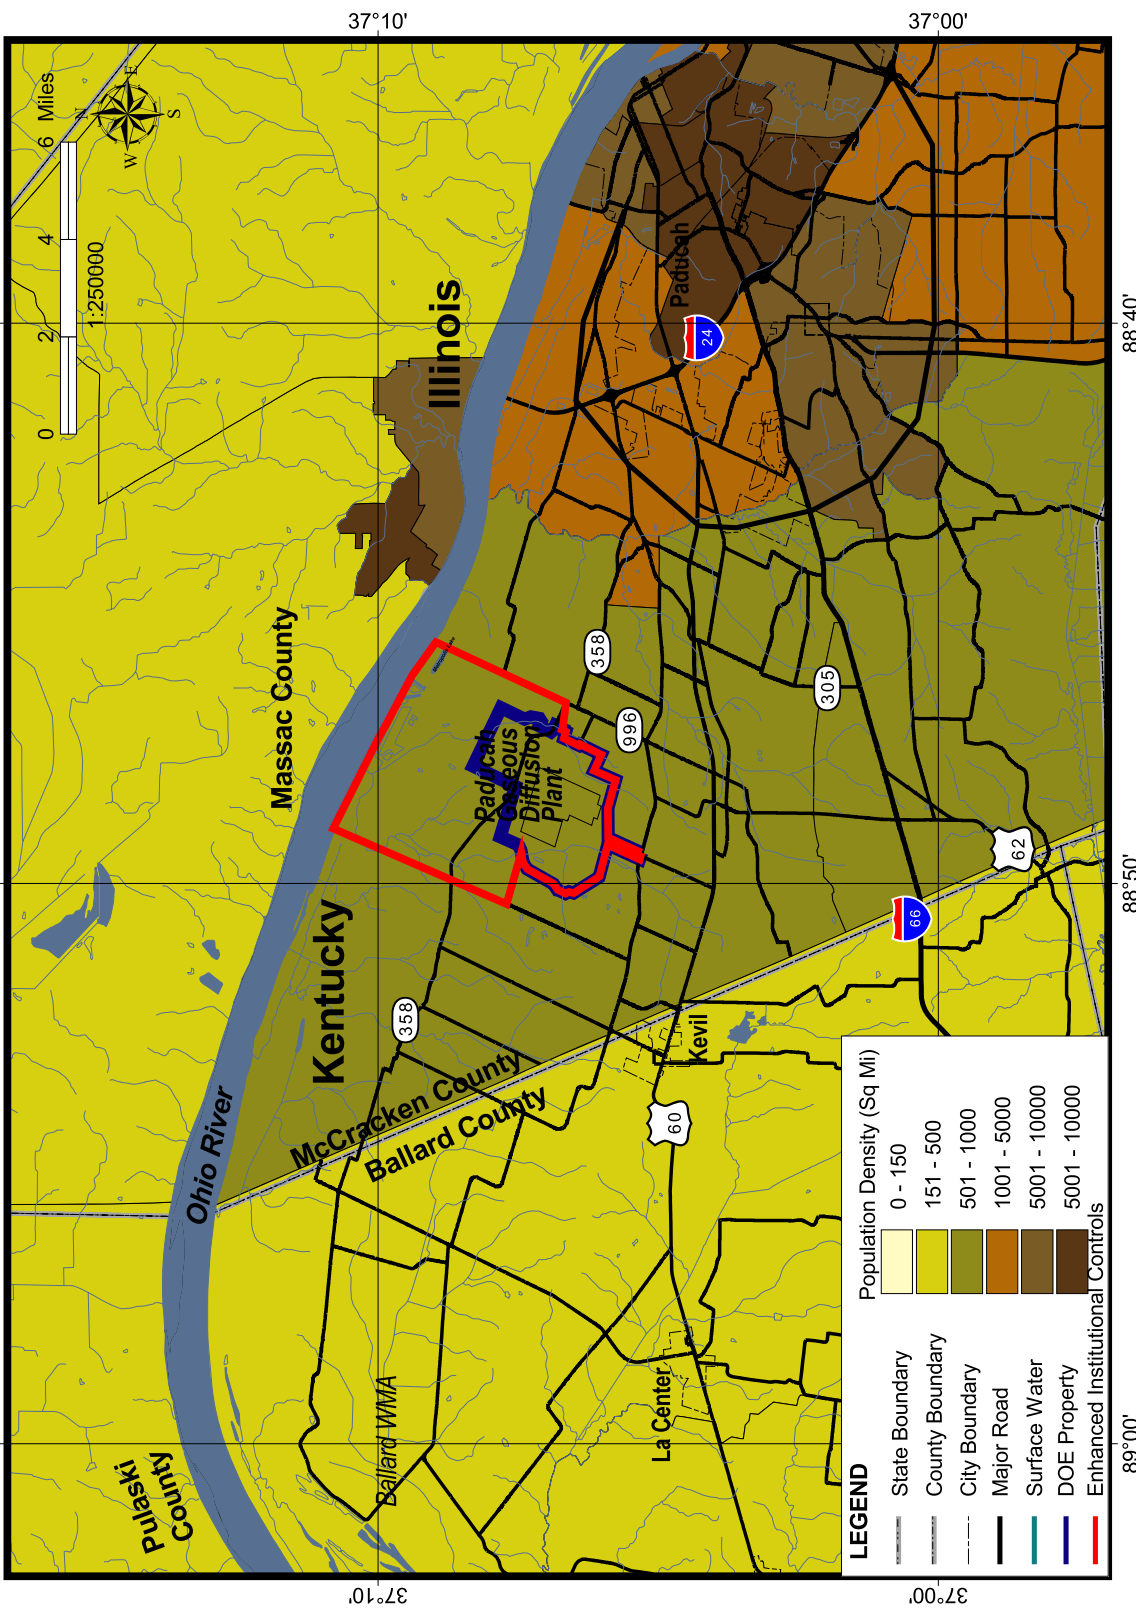 37°10'
37°00'
0
2
4
6
Miles
1:250000
N
E
S
W
Illinois
Massac County
Kentucky
Ohio River
McCracken County
Ballard County
Pulaski
County
Ballard WMA
La Center
Kevil
Paducah
Paducah
Gaseous
Diffusion
Plant
358
358
996
305
24
66
62
60
88°40'
88°50'
89°00'
37°10'
37°00'
LEGEND
State Boundary
County Boundary
City Boundary
Major Road
Surface Water
DOE Property
Enhanced Institutional Controls
Population Density (Sq Mi)
0 - 150
151 - 500
501 - 1000
1001 - 5000
5001 - 10000
5001 - 10000